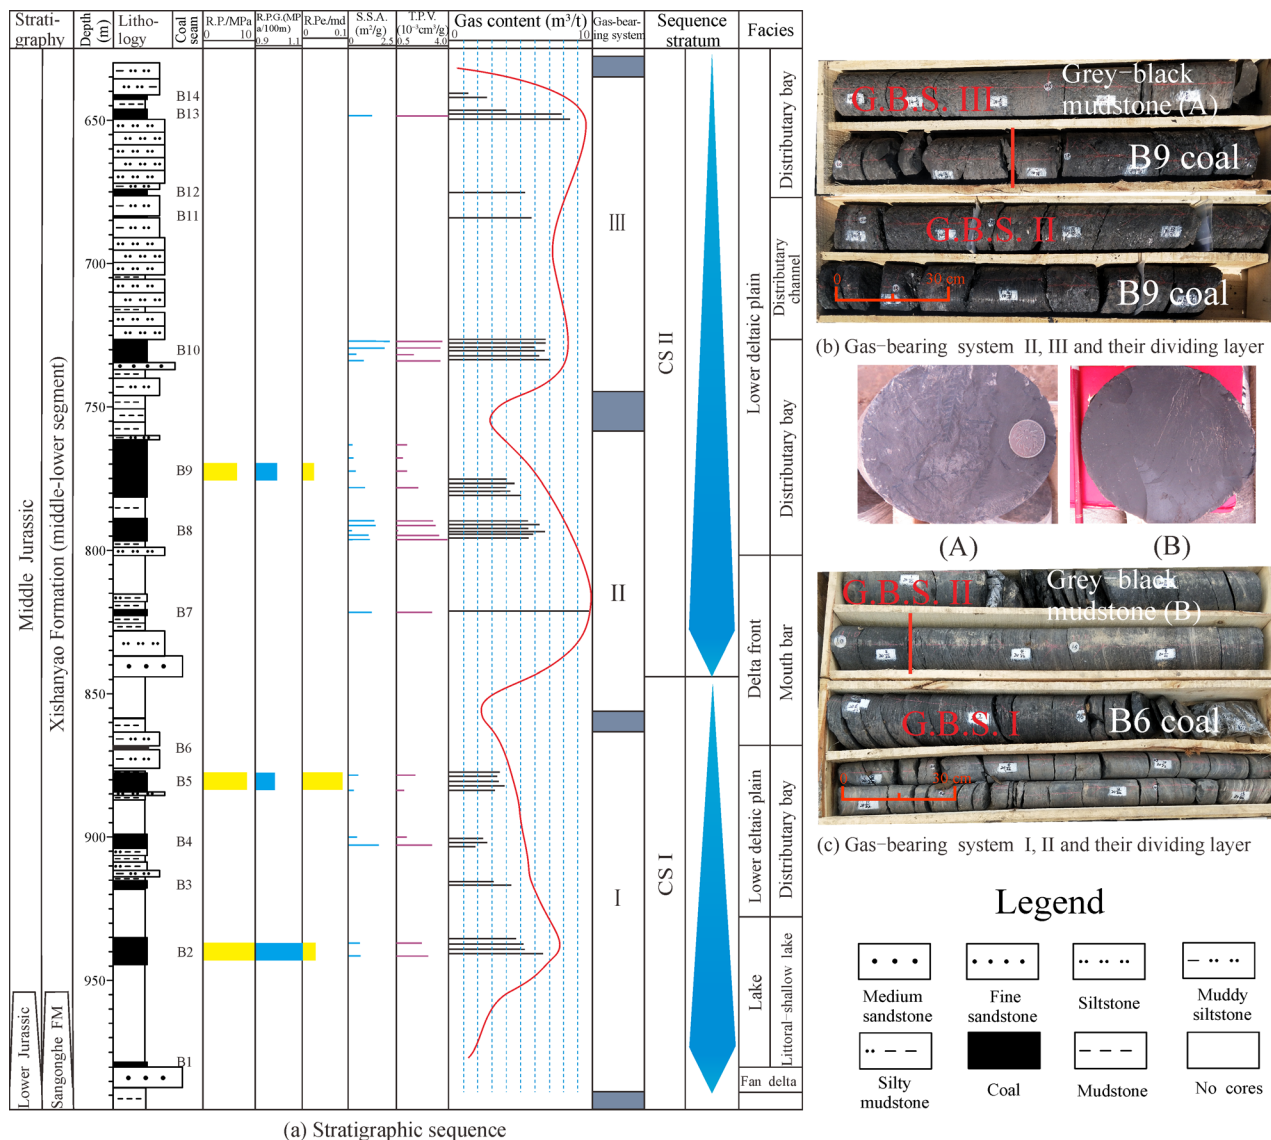 Strati-
graphy
Depth (m)
Litho-
logy
Coal
seam
R.P./MPa
0 10
R.P.G.(MP
a/100m)
0.9 1.1
R.Pe/md
0 0.1
S.S.A.
(m²/g)
0 2.5
T.P.V.
(10⁻³cm³/g)
0.5 4.0
Gas content (m³/t)
0 10
Gas-bear-
ing system
Sequence
stratum
Facies
Middle Jurassic
Lower Jurassic
Xishanyao Formation (middle-lower segment)
Sangonghe FM
650
700
750
800
850
900
950
B14
B13
B12
B11
B10
B9
B8
B7
B6
B5
B4
B3
B2
B1
III
II
I
CS II
CS I
Lower deltaic plain
Delta front
Lower deltaic plain
Lake
Distributary bay
Distributary
channel
Distributary bay
Mouth bar
Distributary bay
Littoral-shallow lake
Fan delta
(a) Stratigraphic sequence
G.B.S. III
Grey-black
mudstone (A)
B9 coal
G.B.S. II
0 30 cm
B9 coal
(b) Gas-bearing system II, III and their dividing layer
(A)
(B)
G.B.S. II
Grey-black
mudstone (B)
G.B.S. I
B6 coal
0 30 cm
(c) Gas-bearing system I, II and their dividing layer
Legend
Medium
sandstone
Fine
sandstone
Siltstone
Muddy
siltstone
Silty
mudstone
Coal
Mudstone
No cores